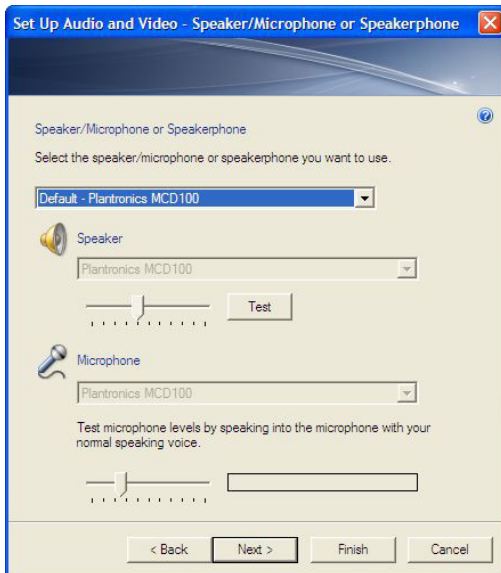 Set Up Audio and Video - Speaker/Microphone or Speakerphone
Speaker/Microphone or Speakerphone
Select the speaker/microphone or speakerphone you want to use.
Default - Plantronics MCD100
Speaker
Plantronics MCD100
Test
Microphone
Plantronics MCD100
Test microphone levels by speaking into the microphone with your
normal speaking voice.
< Back
Next >
Finish
Cancel